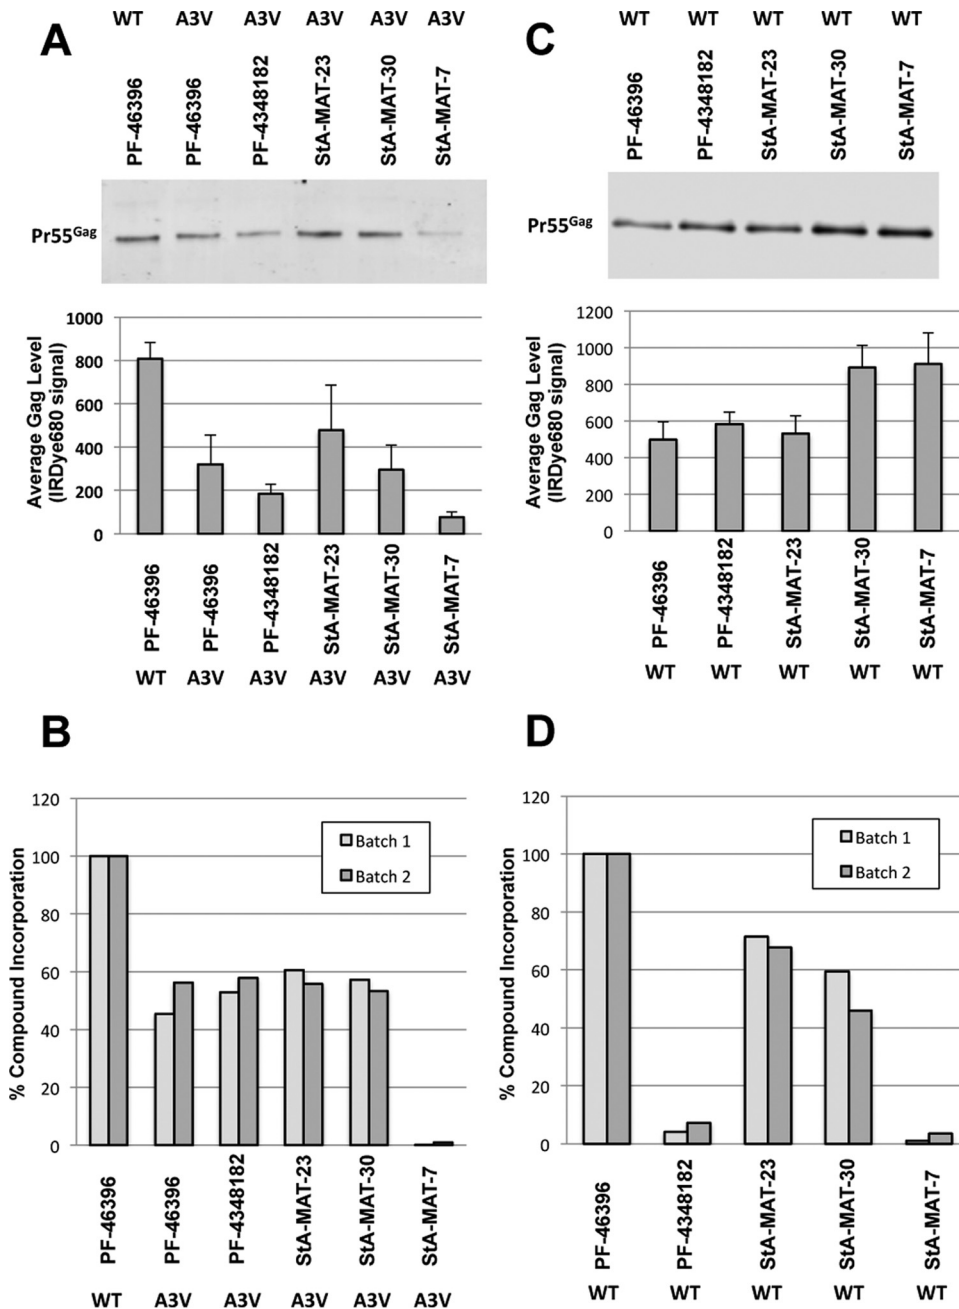 A
WT A3V A3V A3V A3V A3V
PF-46396 PF-46396 PF-4348182 StA-MAT-23 StA-MAT-30 StA-MAT-7
Pr55Gag
Average Gag Level
(IRDye680 signal)
1000
800
600
400
200
0
PF-46396 PF-46396 PF-4348182 StA-MAT-23 StA-MAT-30 StA-MAT-7
WT A3V A3V A3V A3V A3V
C
WT WT WT WT WT
PF-46396 PF-4348182 StA-MAT-23 StA-MAT-30 StA-MAT-7
Pr55Gag
Average Gag Level
(IRDye680 signal)
1200
1000
800
600
400
200
0
PF-46396 PF-4348182 StA-MAT-23 StA-MAT-30 StA-MAT-7
WT WT WT WT WT
B
% Compound Incorporation
120
100
80
60
40
20
0
Batch 1
Batch 2
PF-46396 PF-46396 PF-4348182 StA-MAT-23 StA-MAT-30 StA-MAT-7
WT A3V A3V A3V A3V A3V
D
% Compound Incorporation
120
100
80
60
40
20
0
Batch 1
Batch 2
PF-46396 PF-4348182 StA-MAT-23 StA-MAT-30 StA-MAT-7
WT WT WT WT WT